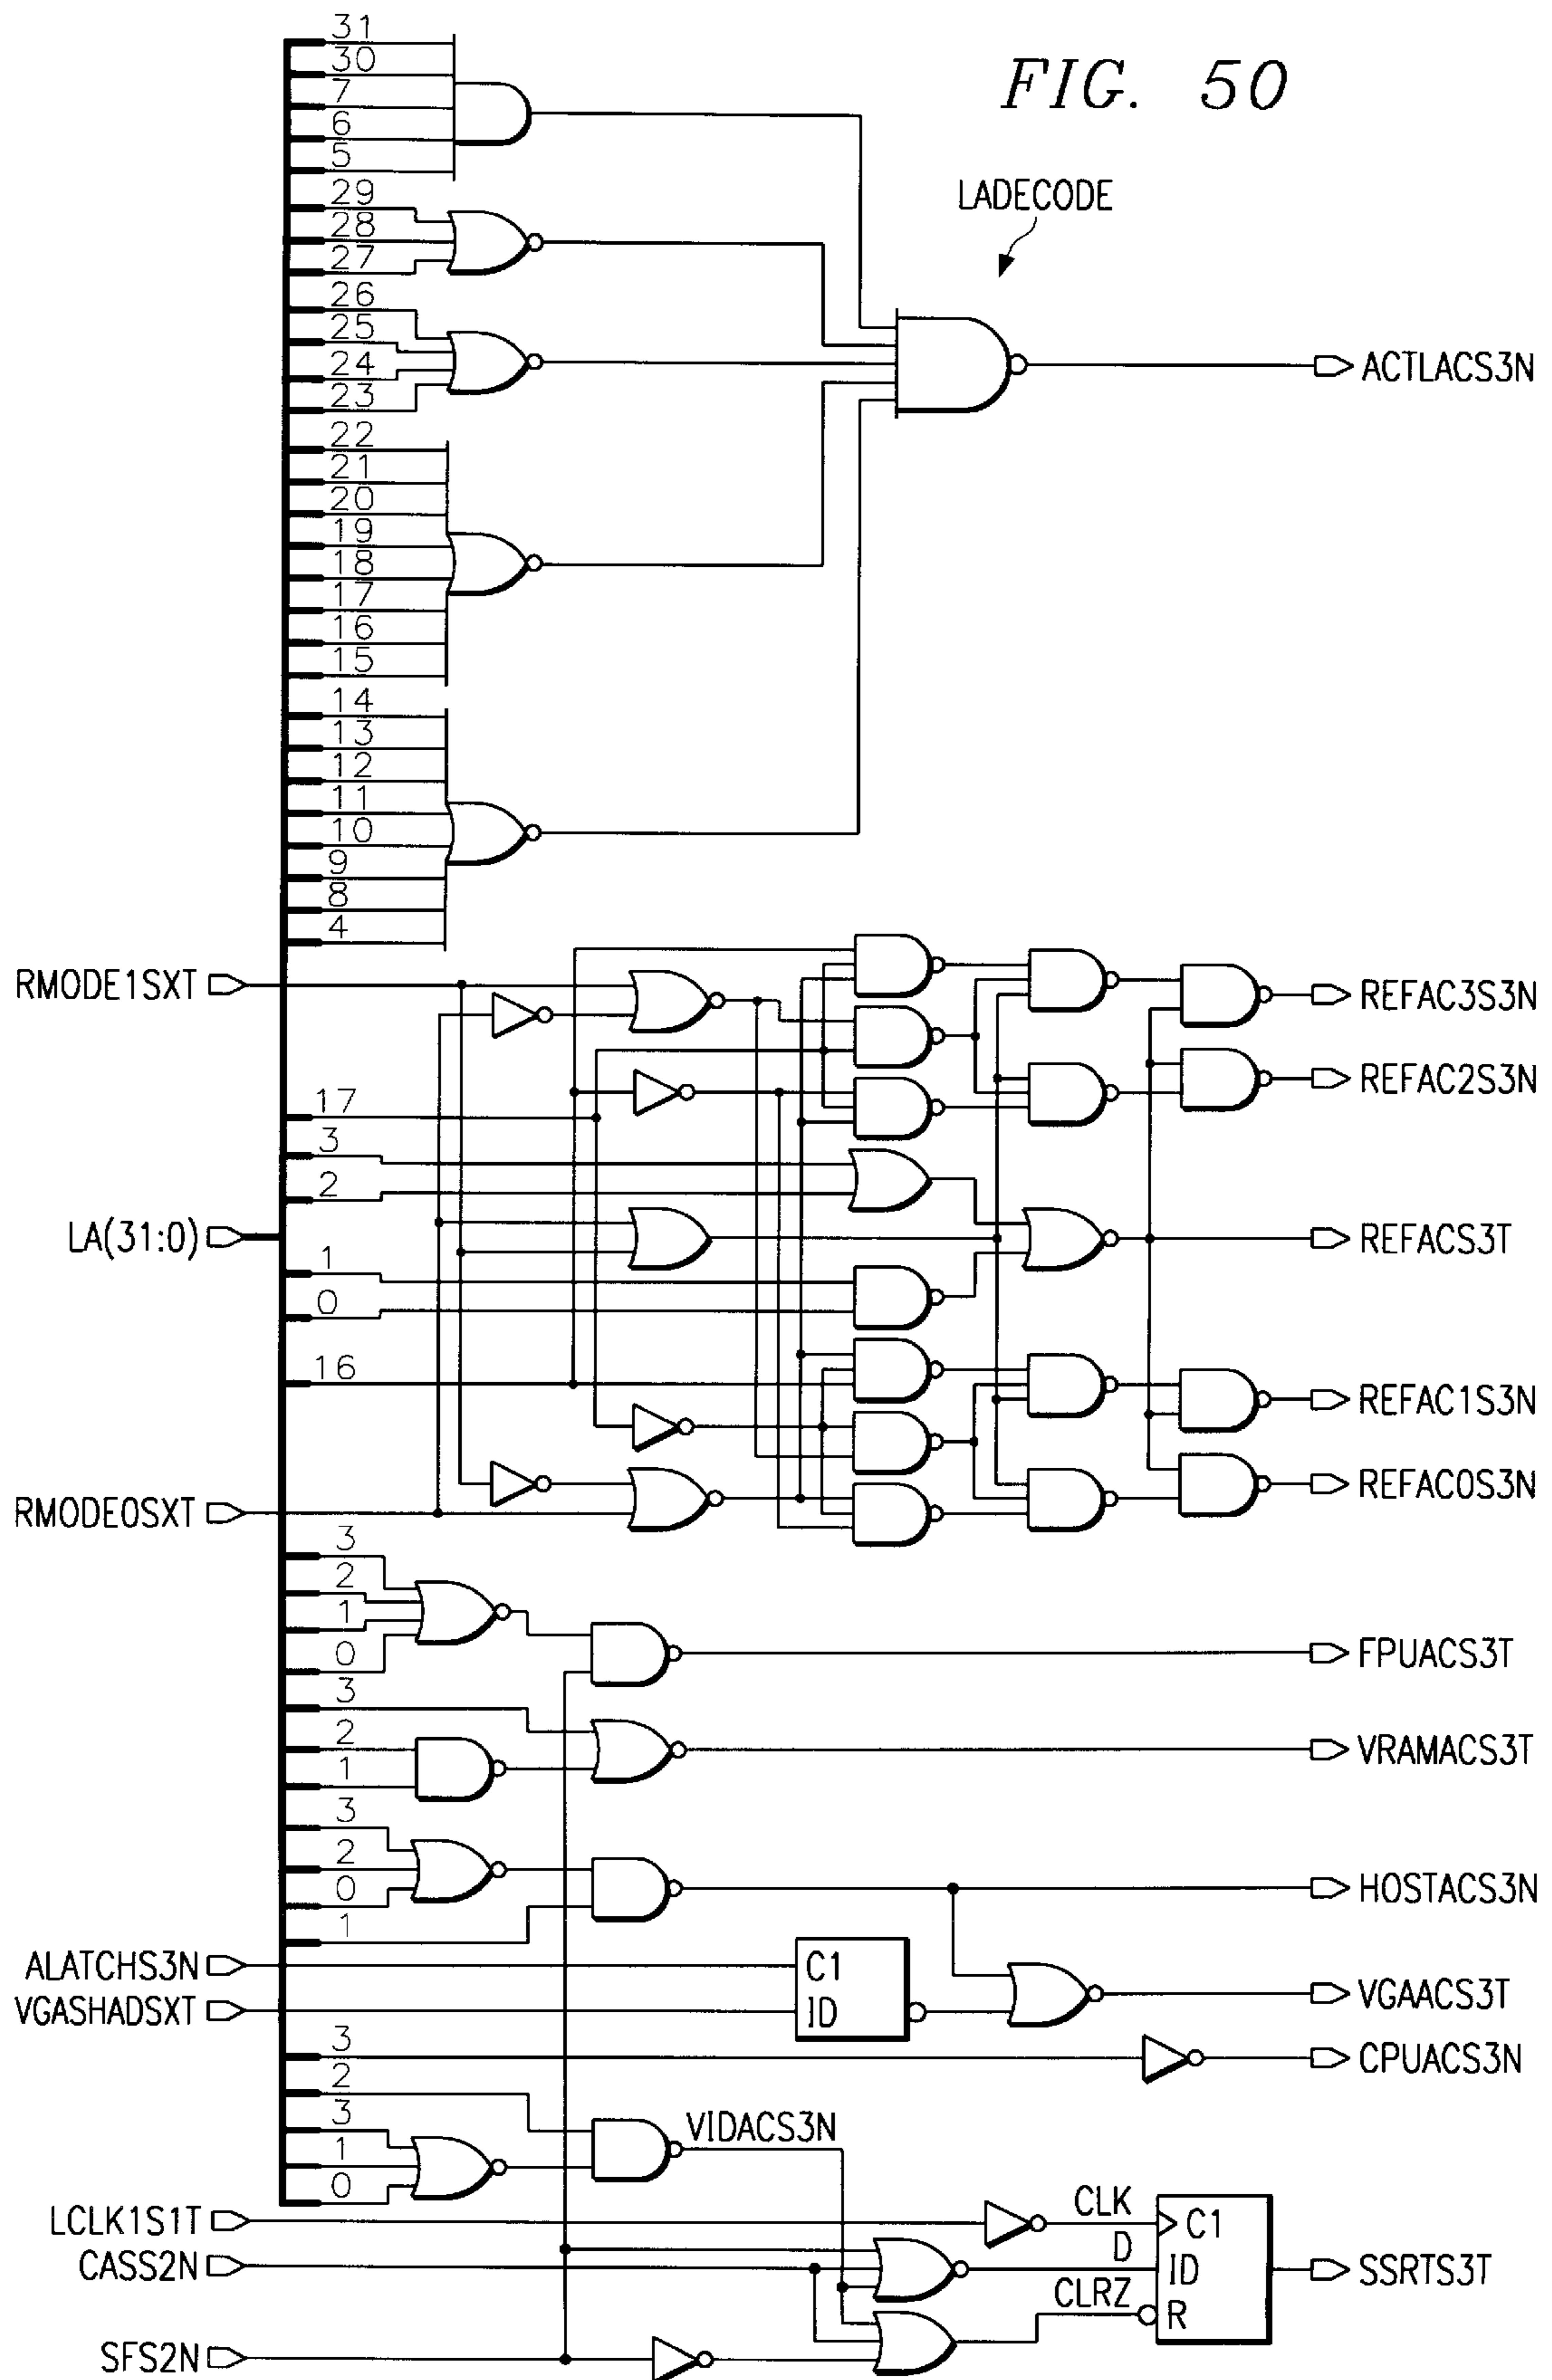 FIG. 50
LADECODE
31
30
7
6
5
29
28
27
26
25
24
23
ACTLACS3N
22
21
20
19
18
17
16
15
14
13
12
11
10
9
8
4
RMODE1SXT
REFAC3S3N
REFAC2S3N
17
3
2
LA(31:0)
REFACS3T
1
0
16
REFAC1S3N
REFAC0S3N
RMODE0SXT
3
2
1
0
FPUACS3T
3
2
1
VRAMACS3T
3
2
0
1
HOSTACS3N
ALATCHS3N
C1
VGASHADSXT
ID
VGAACS3T
3
CPUACS3N
2
3
VIDACS3N
1
0
LCLK1S1T
CLK
C1
CASS2N
D
ID
SSRTS3T
CLRZ
R
SFS2N